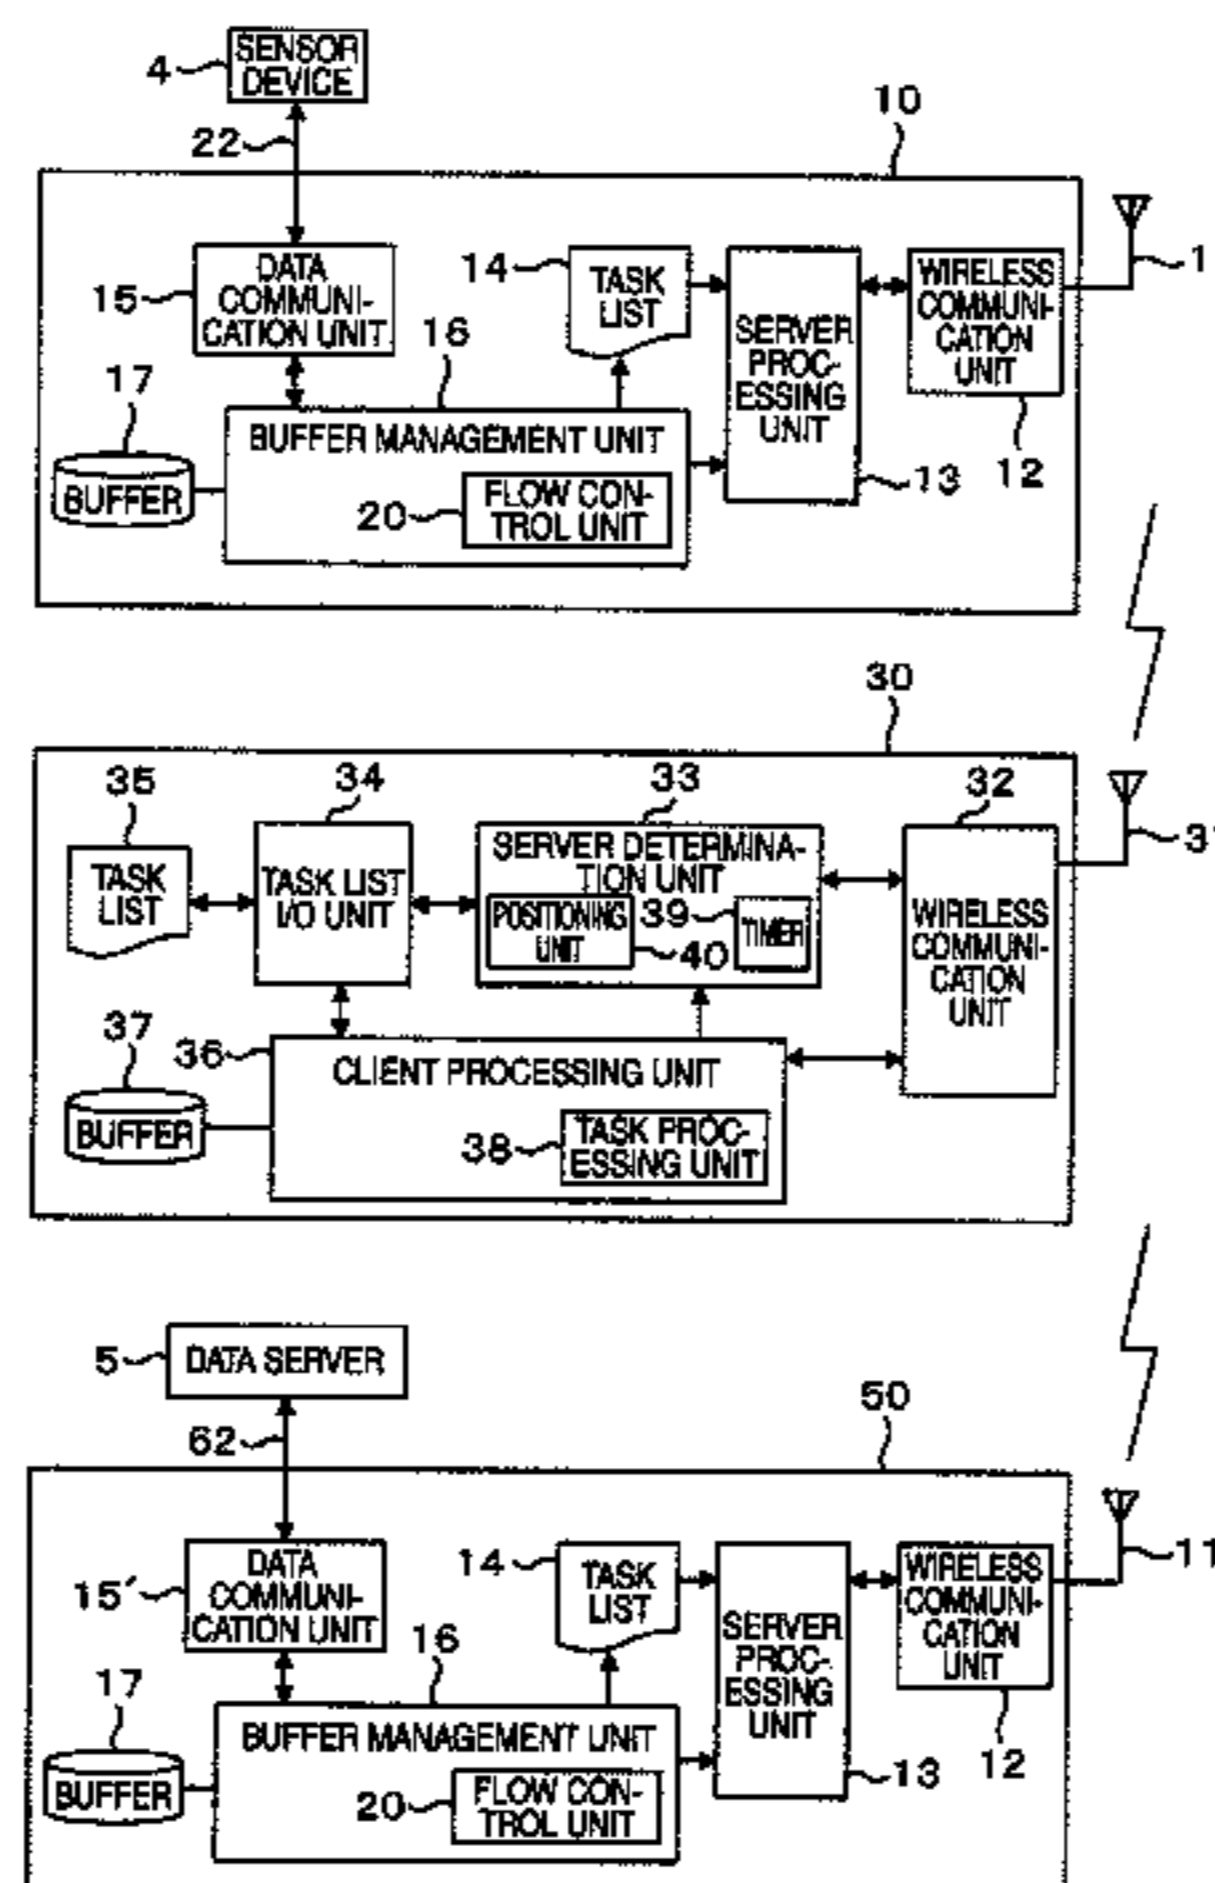 SENSOR
DEVICE
4
22
10
1
DATA
COMMUNI-
CATION UNIT
15
14
TASK
LIST
SERVER
PROC-
ESSING
UNIT
13
WIRELESS
COMMUNI-
CATION
UNIT
12
16
17
BUFFER
BUFFER MANAGEMENT UNIT
20
FLOW CON-
TROL UNIT
30
35
TASK
LIST
34
TASK LIST
I/O UNIT
33
SERVER DETERMINA-
TION UNIT
POSITIONING
UNIT
40
39
TIMER
32
WIRELESS
COMMUNI-
CATION
UNIT
37
BUFFER
36
CLIENT PROCESSING UNIT
38
TASK PROC-
ESSING UNIT
5
DATA SERVER
62
50
11
15´
DATA
COMMUNI-
CATION UNIT
14
TASK
LIST
SERVER
PROC-
ESSING
UNIT
13
WIRELESS
COMMUNI-
CATION
UNIT
12
16
17
BUFFER
BUFFER MANAGEMENT UNIT
20
FLOW CON-
TROL UNIT